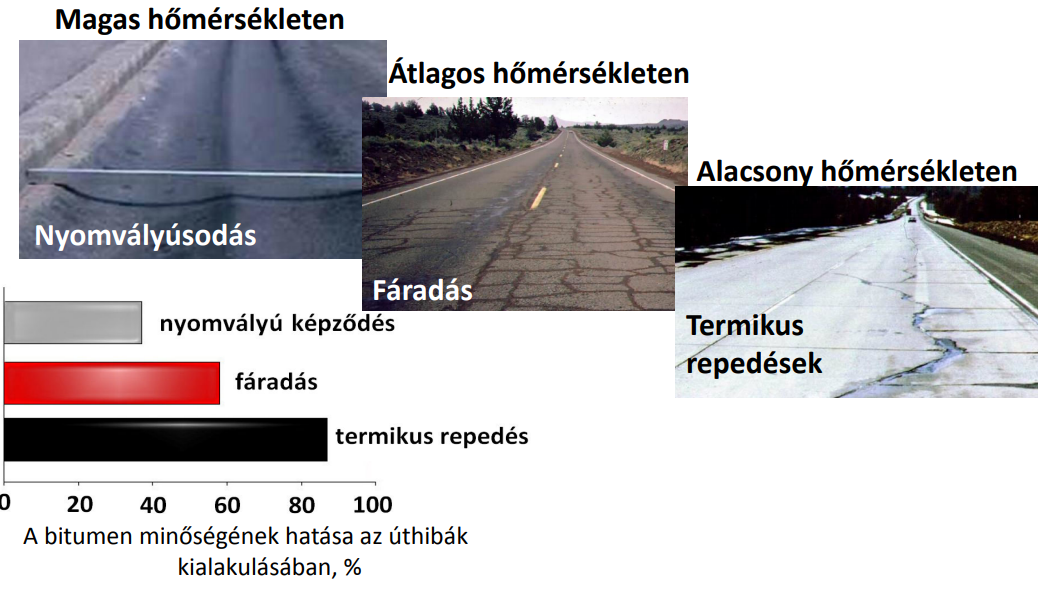 Magas hőmérsékleten
Átlagos hőmérsékleten
Alacsony hőmérsékleten
Nyomvályúsodás
Fáradás
Termikus
repedések
nyomvályú képződés
fáradás
termikus repedés
0 20 40 60 80 100
A bitumen minőségének hatása az úthibák
kialakulásában, %